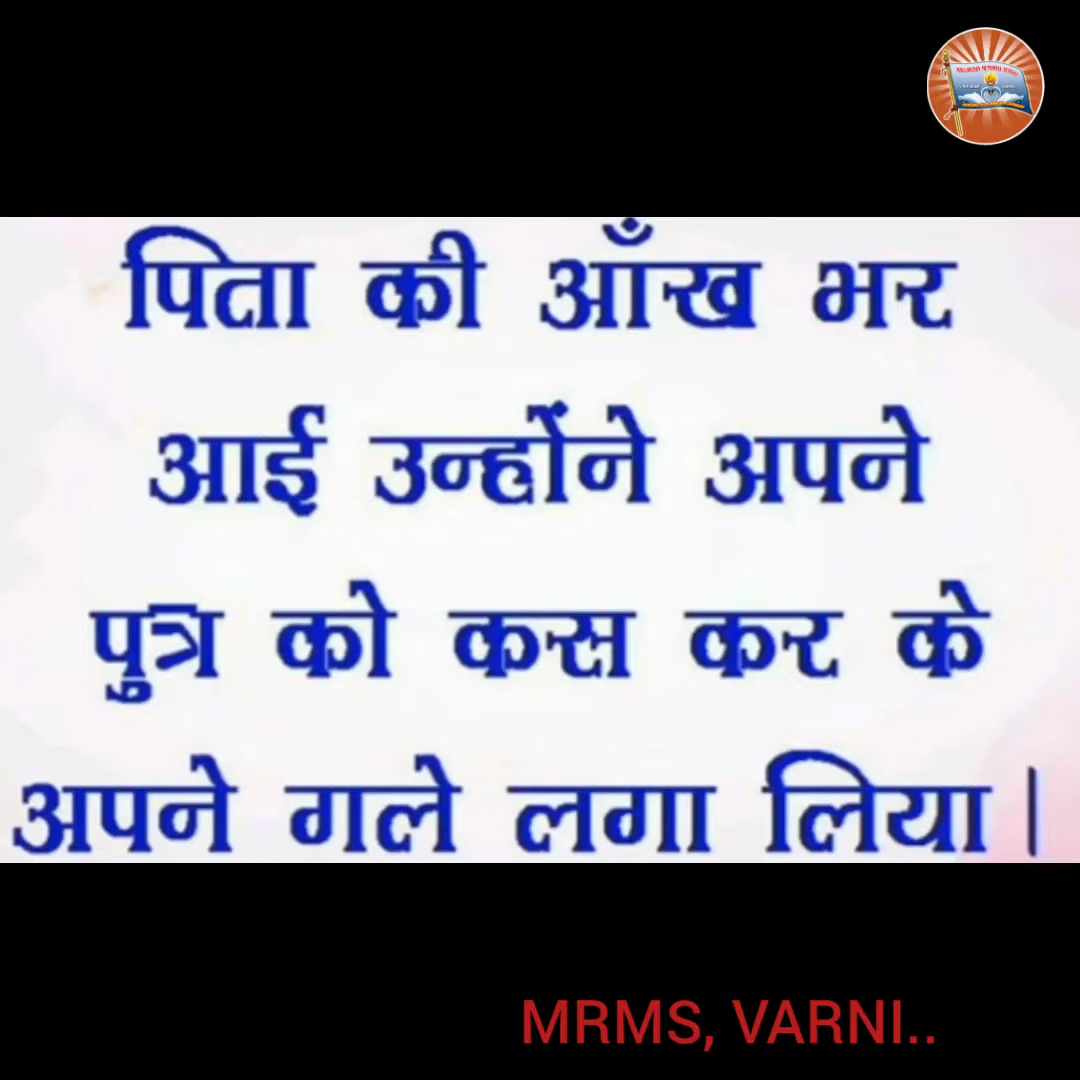 पिता की आँख भर
आई उन्होंने अपने
पुत्र को कस कर के
अपने गले लगा लिया।
MRMS, VARNI..